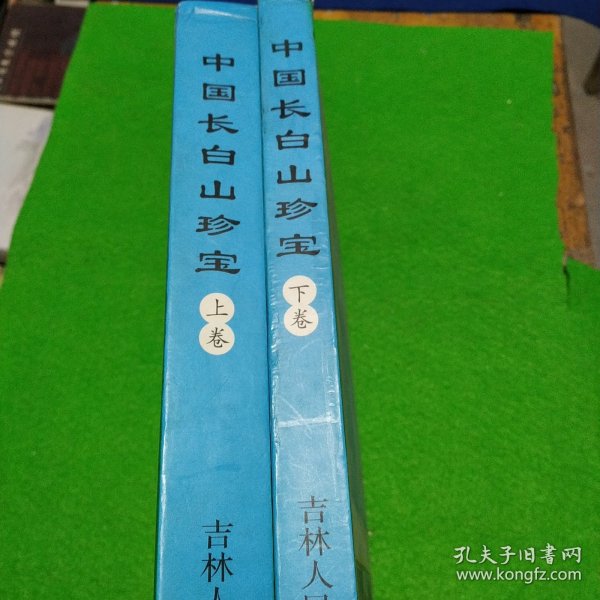 中国长白山珍宝
上卷
吉林人
中国长白山珍宝
下卷
吉林人
孔夫子旧書网
www.kongfz.com